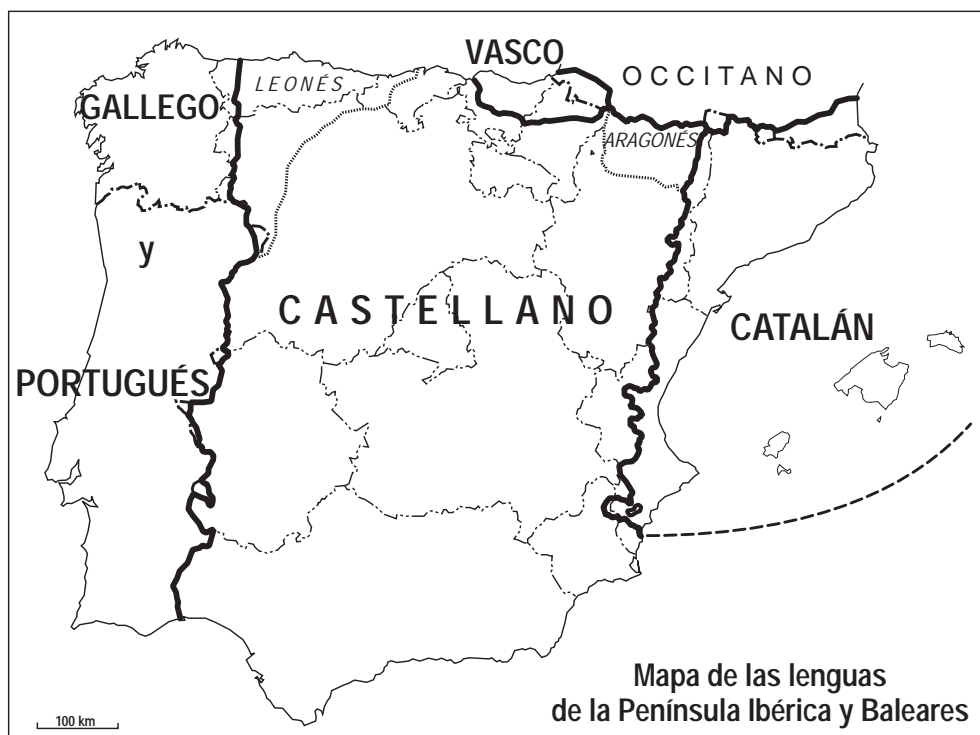 VASCO
OCCITANO
LEONÉS
GALLEGO
ARAGONÉS
y
CASTELLANO
CATALÁN
PORTUGUÉS
Mapa de las lenguas
de la Península Ibérica y Baleares
100 km